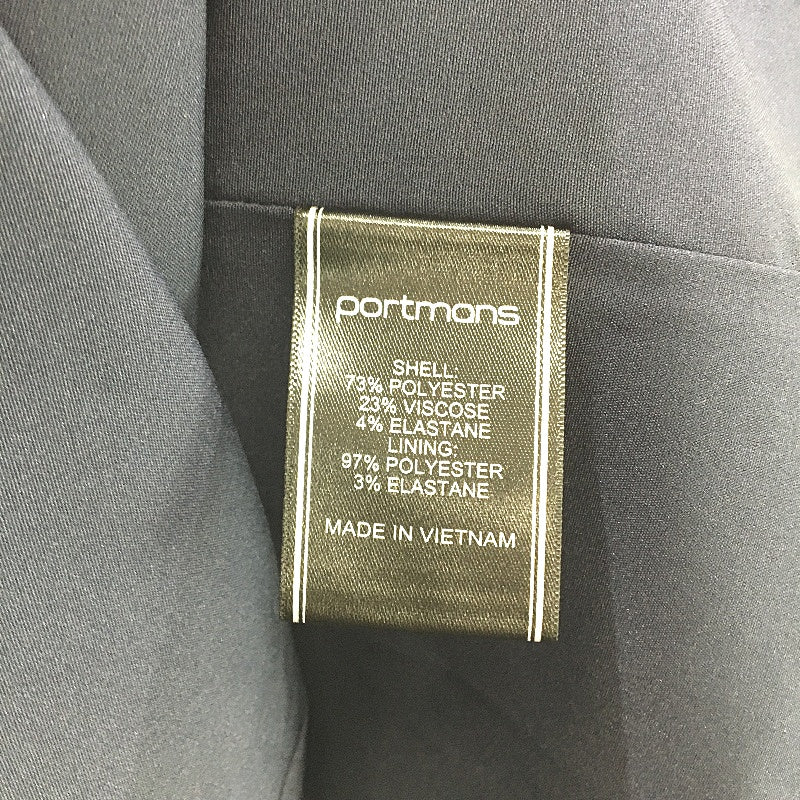 portmans
SHELL:
73% POLYESTER
23% VISCOSE
4% ELASTANE
LINING:
97% POLYESTER
3% ELASTANE
MADE IN VIETNAM